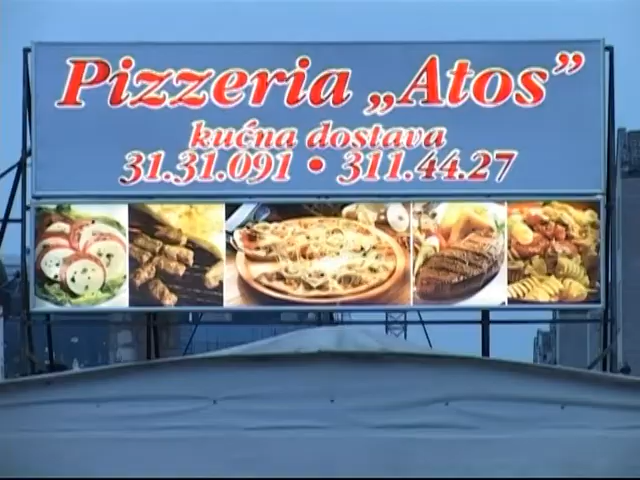 Pizzeria „Atos”
kućna dostava
31.31.091 • 311.44.27